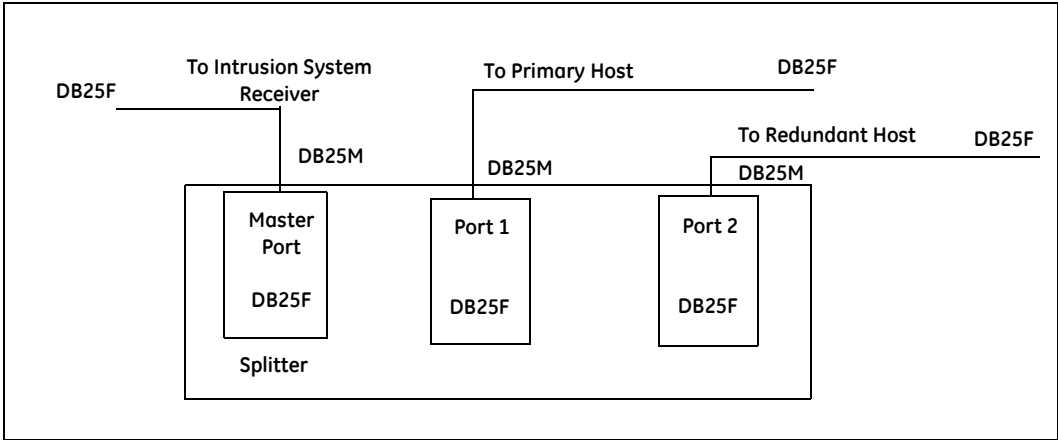 To Intrusion System
Receiver
DB25F
To Primary Host
DB25F
To Redundant Host
DB25F
DB25M
DB25M
DB25M
Master
Port
DB25F
Port 1
DB25F
Port 2
DB25F
Splitter